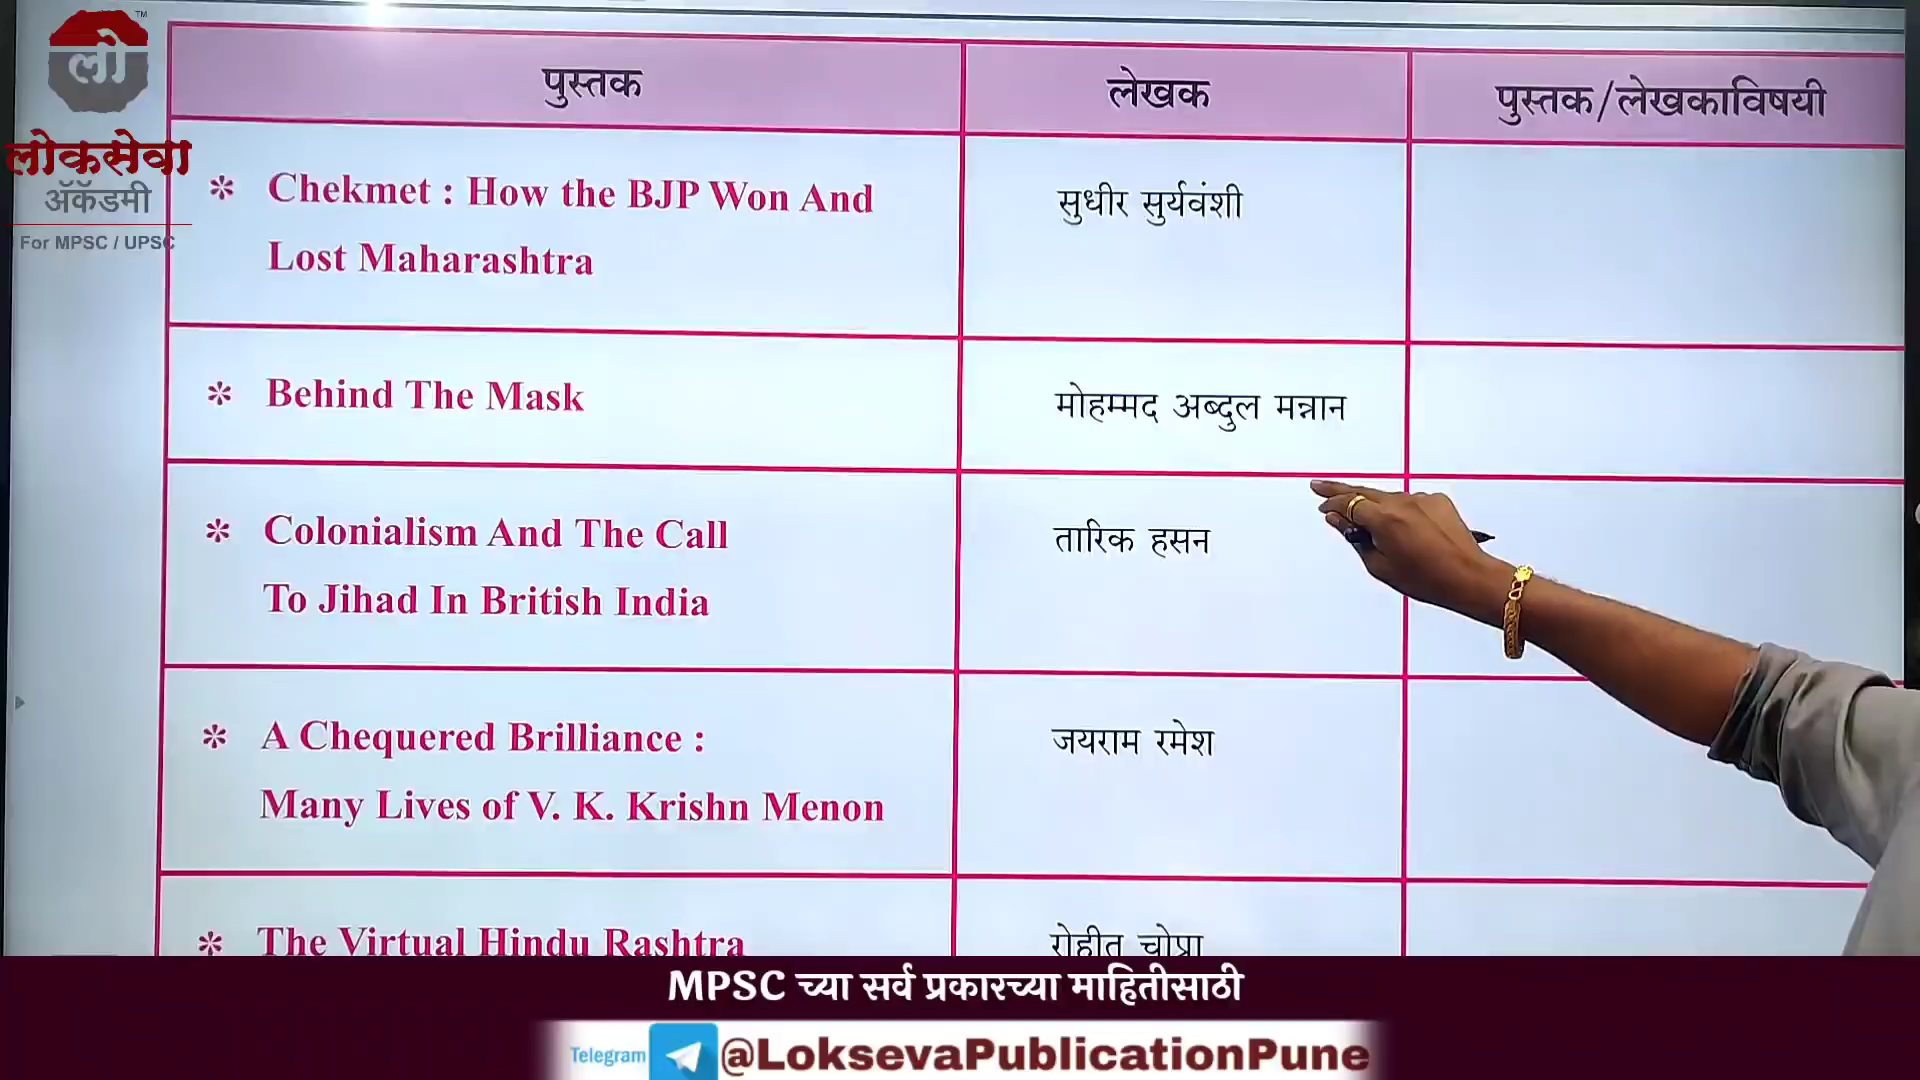 ™
लो
लोकसेवा
ॲकॅडमी
For MPSC / UPSC
पुस्तक
लेखक
पुस्तक/लेखकाविषयी
* Chekmet : How the BJP Won And
Lost Maharashtra
सुधीर सुर्यवंशी
* Behind The Mask
मोहम्मद अब्दुल मन्नान
* Colonialism And The Call
To Jihad In British India
तारिक हसन
* A Chequered Brilliance :
Many Lives of V. K. Krishn Menon
जयराम रमेश
* The Virtual Hindu Rashtra
रोहीत चोप्रा
MPSC च्या सर्व प्रकारच्या माहितीसाठी
Telegram @LoksevaPublicationPune